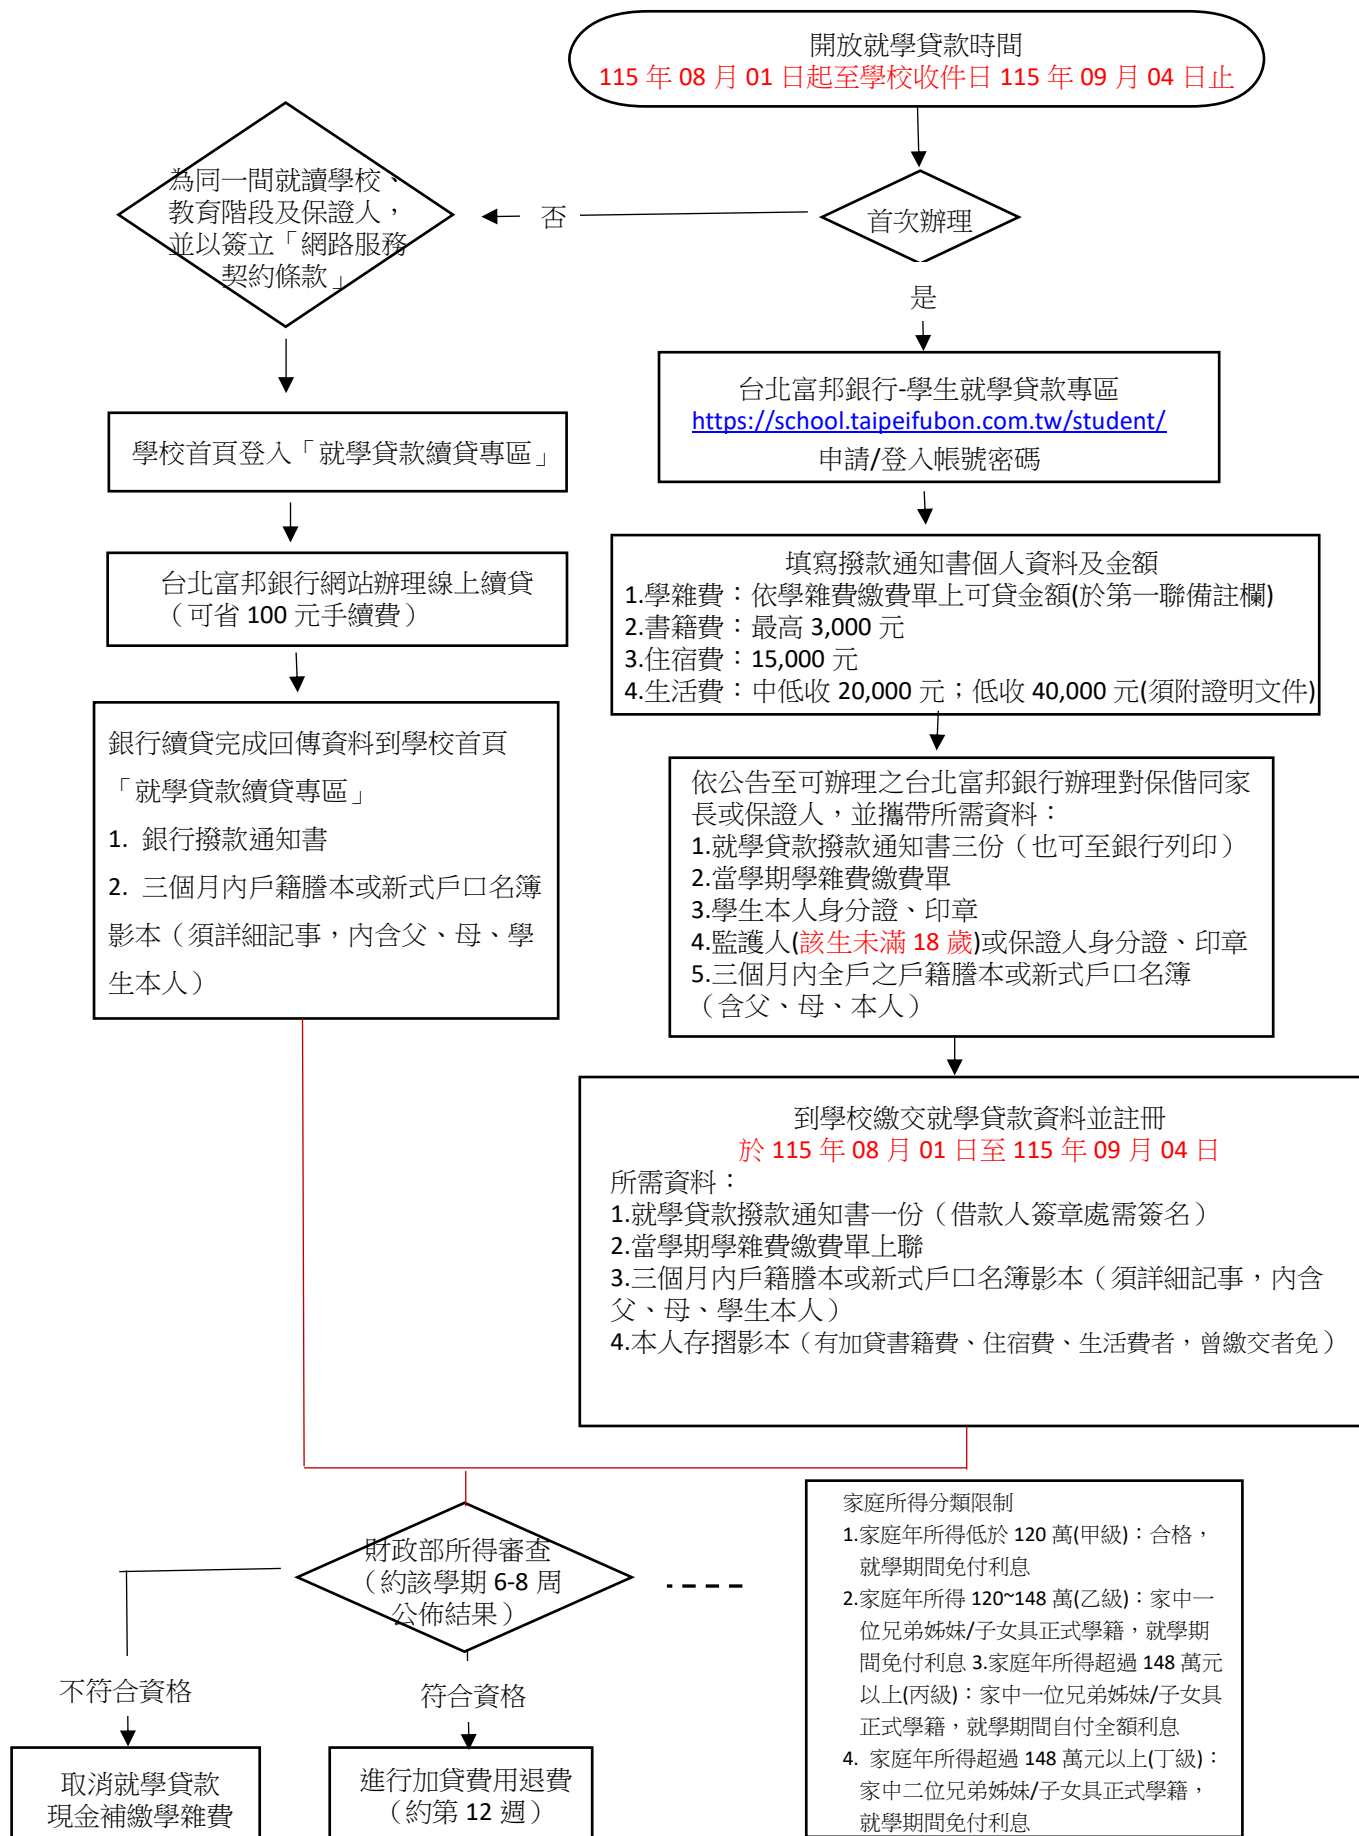 開放就學貸款時間
115 年 08 月 01 日起至學校收件日 115 年 09 月 04 日止
首次辦理
否
是
為同一間就讀學校、
教育階段及保證人，
並以簽立「網路服務
契約條款」
學校首頁登入「就學貸款續貸專區」
台北富邦銀行網站辦理線上續貸
（可省 100 元手續費）
銀行續貸完成回傳資料到學校首頁
「就學貸款續貸專區」
1. 銀行撥款通知書
2. 三個月內戶籍謄本或新式戶口名簿
影本（須詳細記事，內含父、母、學
生本人）
台北富邦銀行-學生就學貸款專區
https://school.taipeifubon.com.tw/student/
申請/登入帳號密碼
填寫撥款通知書個人資料及金額
1.學雜費：依學雜費繳費單上可貸金額(於第一聯備註欄)
2.書籍費：最高 3,000 元
3.住宿費：15,000 元
4.生活費：中低收 20,000 元；低收 40,000 元(須附證明文件)
依公告至可辦理之台北富邦銀行辦理對保偕同家
長或保證人，並攜帶所需資料：
1.就學貸款撥款通知書三份（也可至銀行列印）
2.當學期學雜費繳費單
3.學生本人身分證、印章
4.監護人(該生未滿 18 歲)或保證人身分證、印章
5.三個月內全戶之戶籍謄本或新式戶口名簿
（含父、母、本人）
到學校繳交就學貸款資料並註冊
於 115 年 08 月 01 日至 115 年 09 月 04 日
所需資料：
1.就學貸款撥款通知書一份（借款人簽章處需簽名）
2.當學期學雜費繳費單上聯
3.三個月內戶籍謄本或新式戶口名簿影本（須詳細記事，內含
父、母、學生本人）
4.本人存摺影本（有加貸書籍費、住宿費、生活費者，曾繳交者免）
財政部所得審查
（約該學期 6-8 周
公佈結果）
不符合資格
符合資格
取消就學貸款
現金補繳學雜費
進行加貸費用退費
（約第 12 週）
家庭所得分類限制
1.家庭年所得低於 120 萬(甲級)：合格，
就學期間免付利息
2.家庭年所得 120~148 萬(乙級)：家中一
位兄弟姊妹/子女具正式學籍，就學期
間免付利息 3.家庭年所得超過 148 萬元
以上(丙級)：家中一位兄弟姊妹/子女具
正式學籍，就學期間自付全額利息
4. 家庭年所得超過 148 萬元以上(丁級)：
家中二位兄弟姊妹/子女具正式學籍，
就學期間免付利息